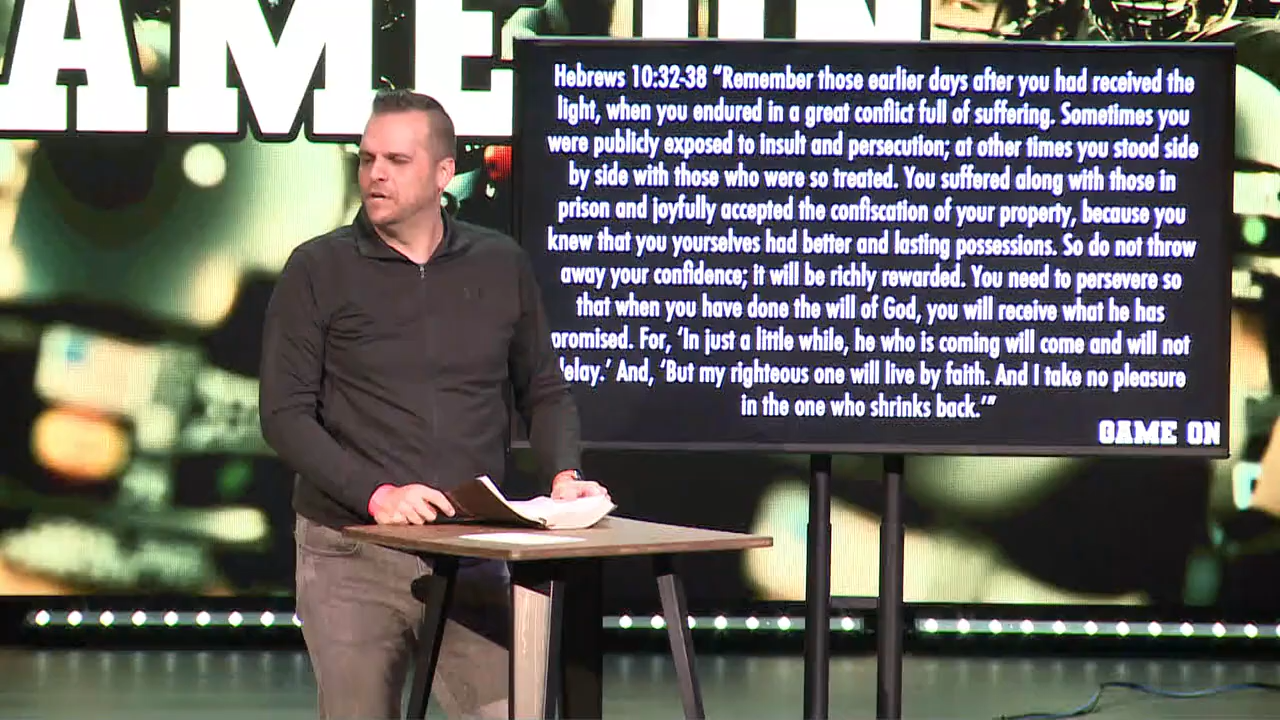 GAME ON
Hebrews 10:32-38 “Remember those earlier days after you had received the
light, when you endured in a great conflict full of suffering. Sometimes you
were publicly exposed to insult and persecution; at other times you stood side
by side with those who were so treated. You suffered along with those in
prison and joyfully accepted the confiscation of your property, because you
knew that you yourselves had better and lasting possessions. So do not throw
away your confidence; it will be richly rewarded. You need to persevere so
that when you have done the will of God, you will receive what he has
promised. For, ‘In just a little while, he who is coming will come and will not
delay.’ And, ‘But my righteous one will live by faith. And I take no pleasure
in the one who shrinks back.’”
GAME ON